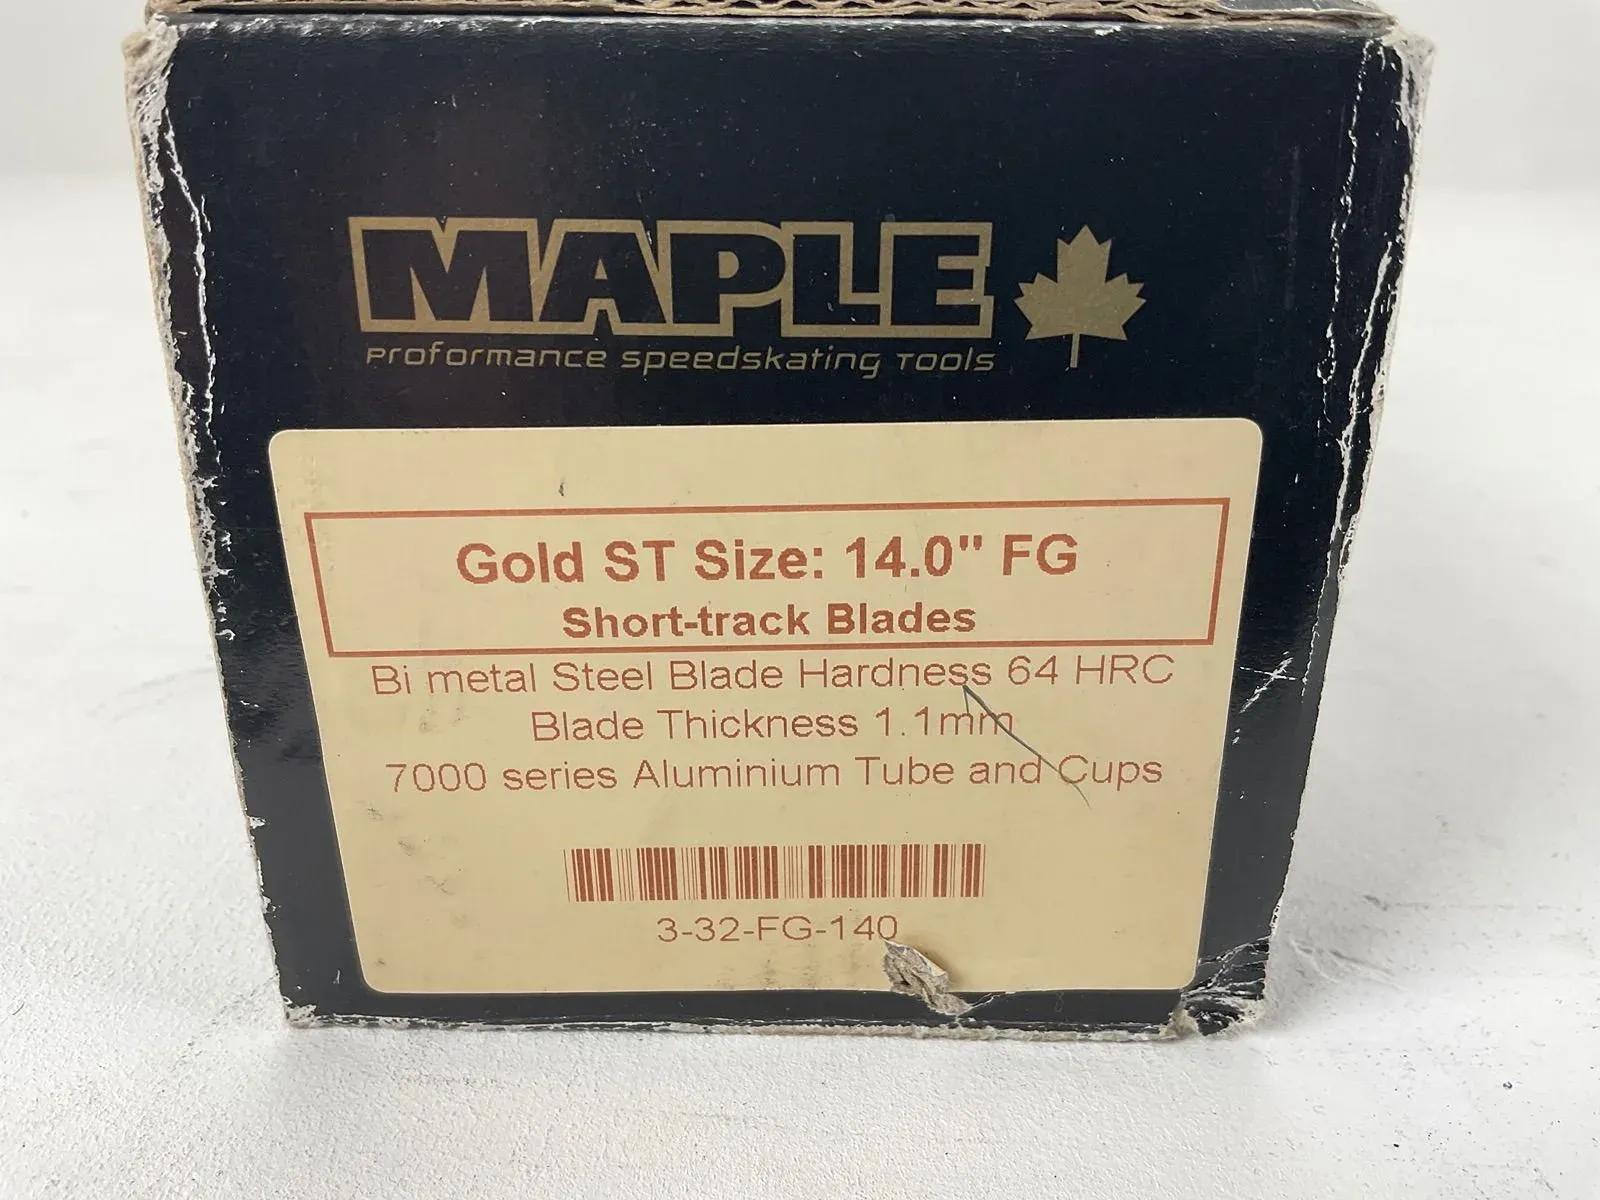 MAPLE
Proformance speedskating Tools
Gold ST Size: 14.0" FG
Short-track Blades
Bi metal Steel Blade Hardness 64 HRC
Blade Thickness 1.1mm
7000 series Aluminium Tube and Cups
3-32-FG-140